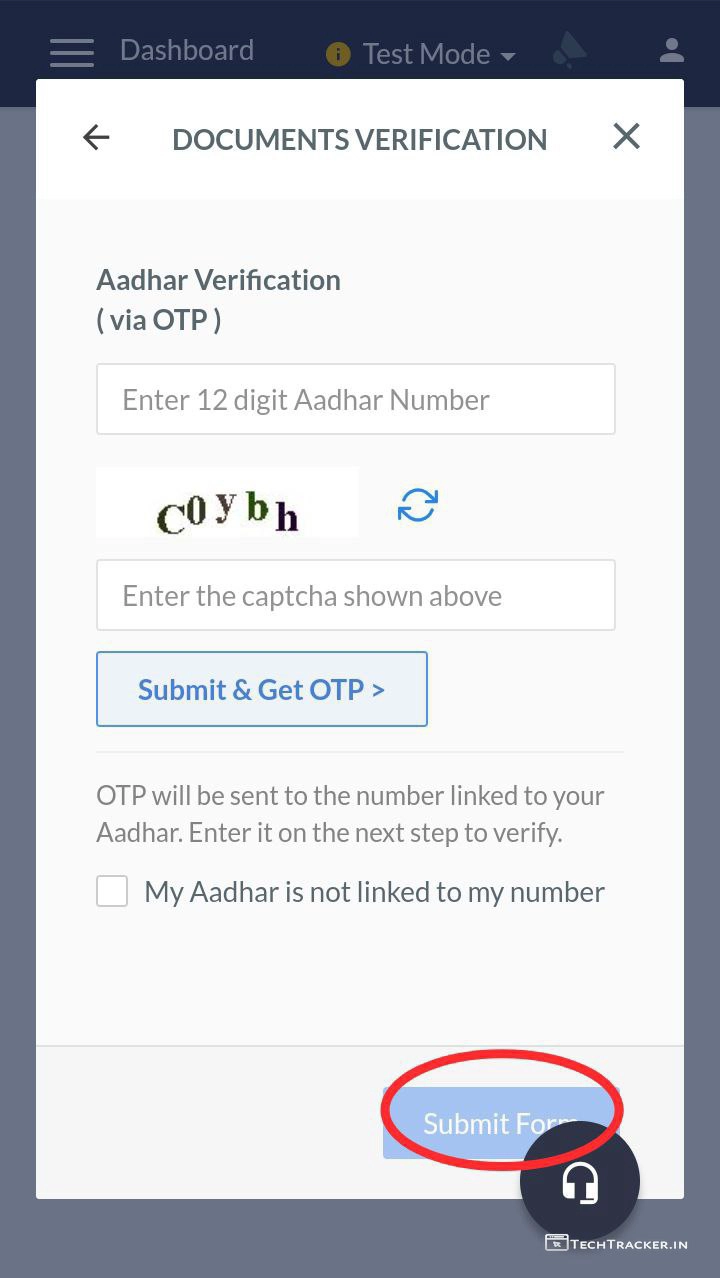 Dashboard
Test Mode
DOCUMENTS VERIFICATION
Aadhar Verification
( via OTP )
Enter 12 digit Aadhar Number
C0ybh
Enter the captcha shown above
Submit & Get OTP >
OTP will be sent to the number linked to your
Aadhar. Enter it on the next step to verify.
My Aadhar is not linked to my number
Submit Form
TECHTRACKER.IN